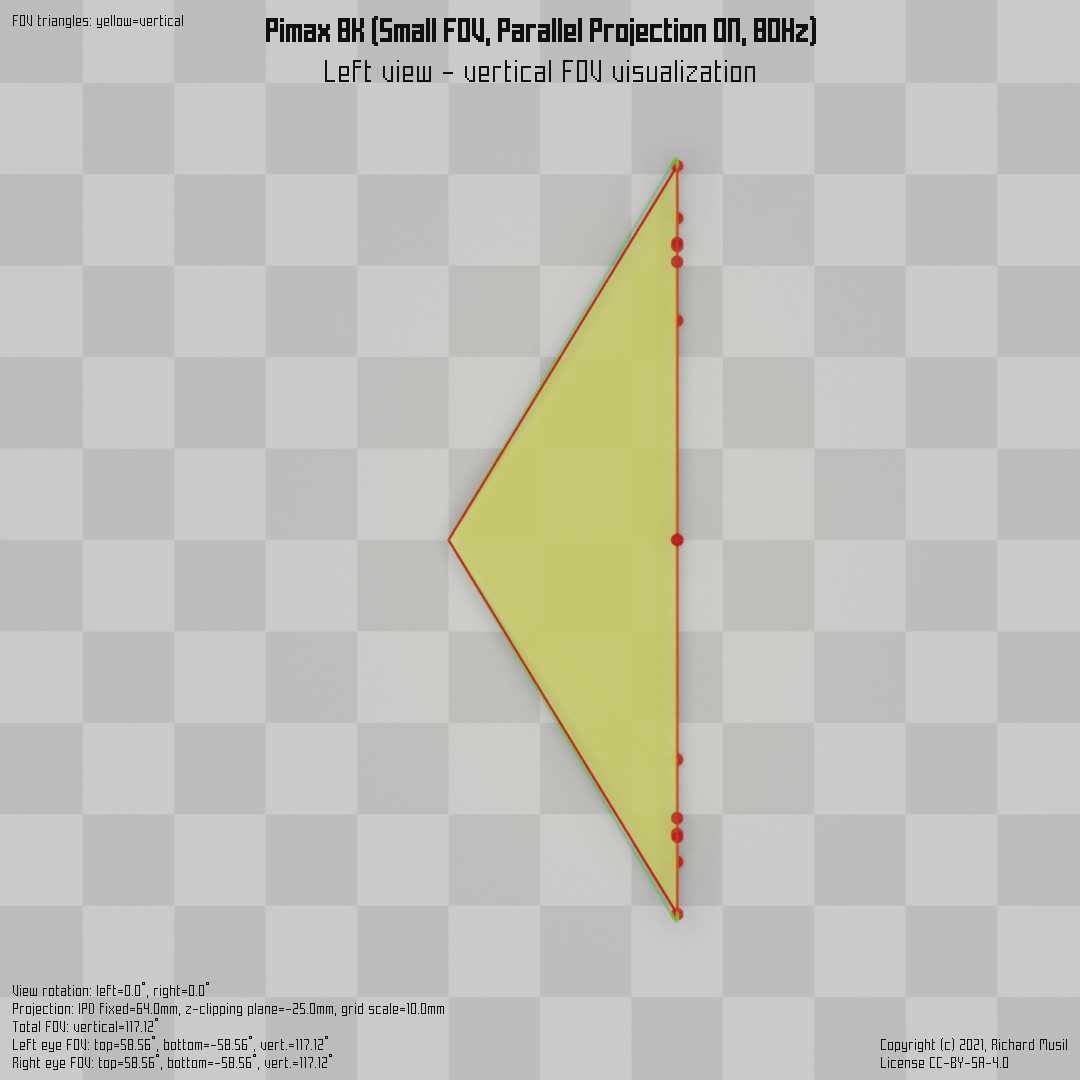 FOV triangles: yellow=vertical
Pimax 8K (Small FOV, Parallel Projection ON, 80Hz)
Left view - vertical FOV visualization
View rotation: left=0.0°, right=0.0°
Projection: IPD fixed=64.0mm, z-clipping plane=-25.0mm, grid scale=10.0mm
Total FOV: vertical=117.12°
Left eye FOV: top=58.56°, bottom=-58.56°, vert.=117.12°
Right eye FOV: top=58.56°, bottom=-58.56°, vert.=117.12°
Copyright (c) 2021, Richard Musil
License CC-BY-SA-4.0